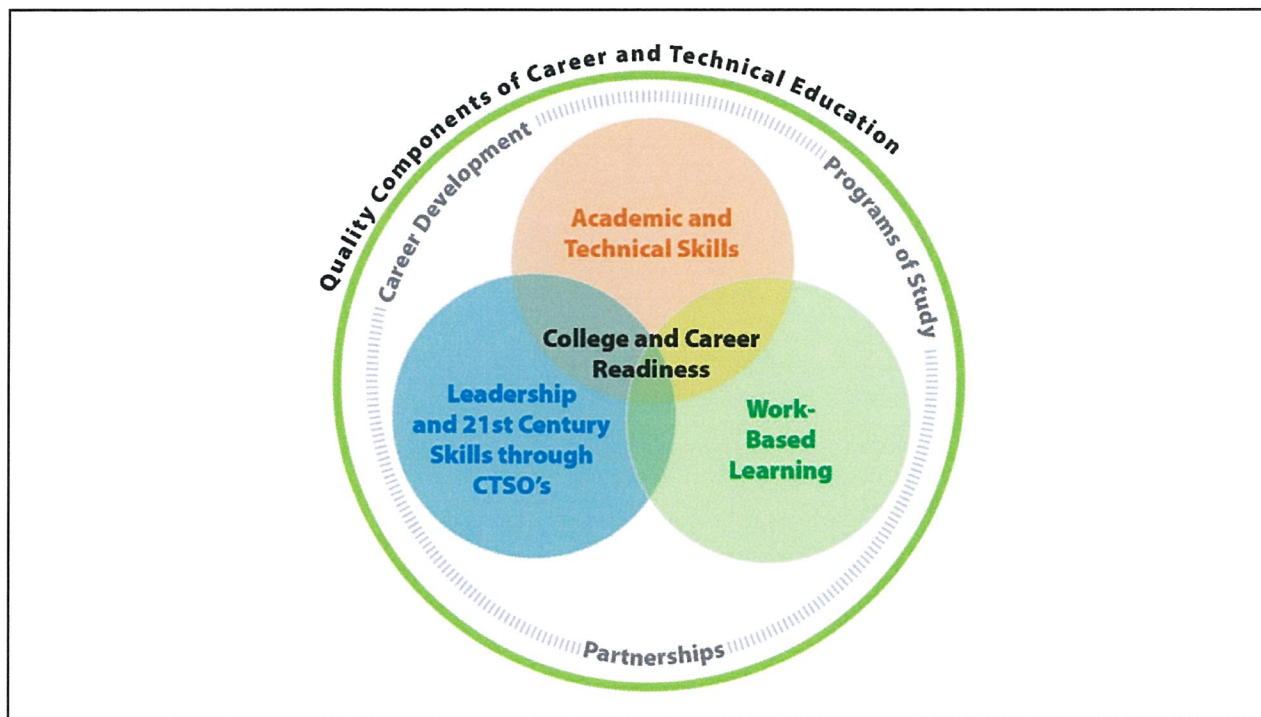 Quality Components of Career and Technical Education
Career Development
Programs of Study
Academic and
Technical Skills
College and Career
Readiness
Leadership
and 21st Century
Skills through
CTSO's
Work-
Based
Learning
Partnerships